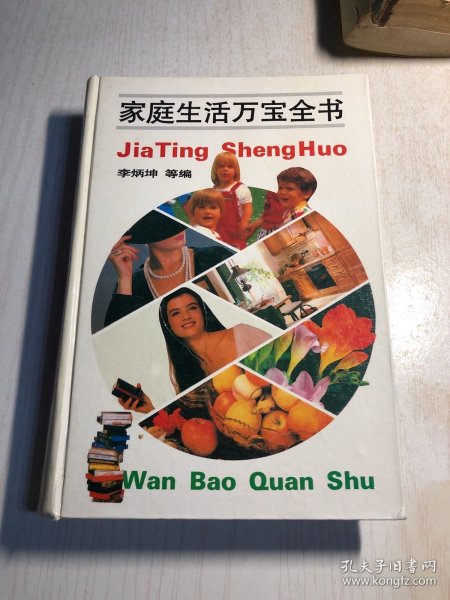 家庭生活万宝全书
JiaTing ShengHuo
李炳坤 等编
Wan Bao Quan Shu
孔夫子旧书网
www.kongfz.com